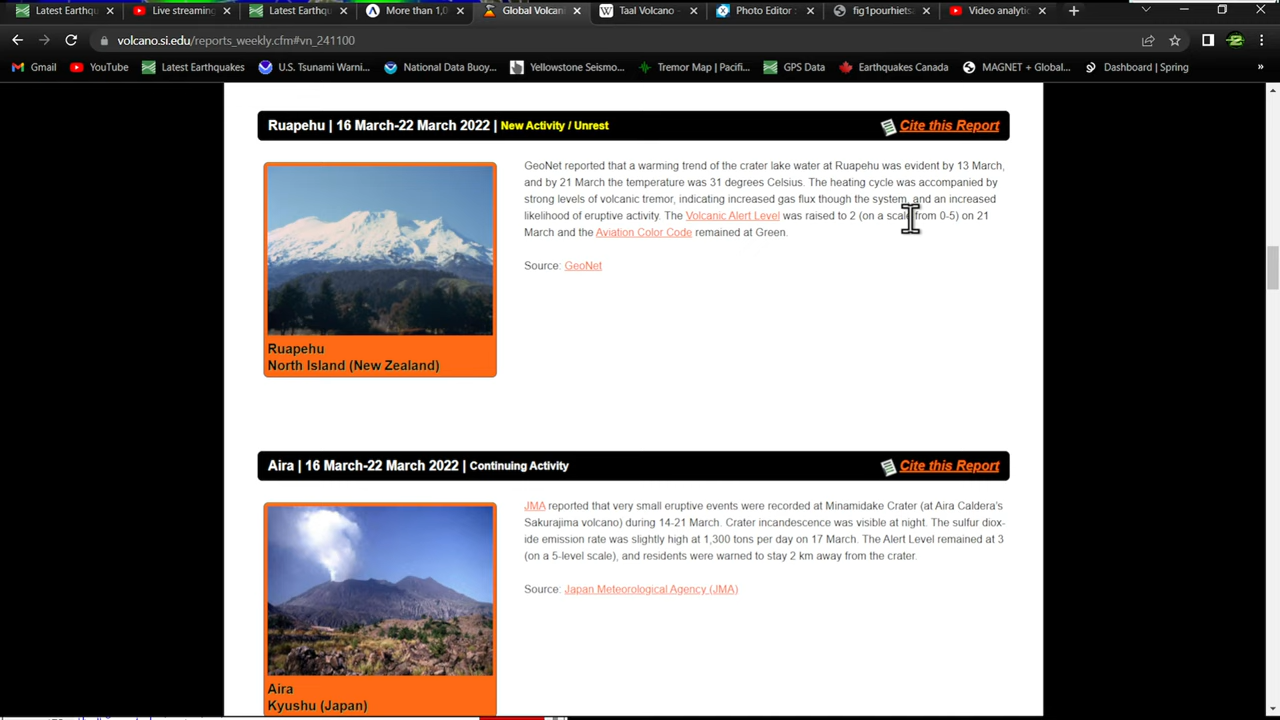 Latest Earthqu
Live streaming
Latest Earthqu
More than 1,0
Global Volcani
Taal Volcano
Photo Editor :
fig1pourhietsa
Video analytic
volcano.si.edu/reports_weekly.cfm#vn_241100
Gmail
YouTube
Latest Earthquakes
U.S. Tsunami Warni...
National Data Buoy...
Yellowstone Seismo...
Tremor Map | Pacifi...
GPS Data
Earthquakes Canada
MAGNET + Global...
Dashboard | Spring
»
Ruapehu | 16 March-22 March 2022 | New Activity / Unrest
Cite this Report
GeoNet reported that a warming trend of the crater lake water at Ruapehu was evident by 13 March,
and by 21 March the temperature was 31 degrees Celsius. The heating cycle was accompanied by
strong levels of volcanic tremor, indicating increased gas flux though the system, and an increased
likelihood of eruptive activity. The Volcanic Alert Level was raised to 2 (on a scale from 0-5) on 21
March and the Aviation Color Code remained at Green.
Source: GeoNet
Ruapehu
North Island (New Zealand)
Aira | 16 March-22 March 2022 | Continuing Activity
Cite this Report
JMA reported that very small eruptive events were recorded at Minamidake Crater (at Aira Caldera's
Sakurajima volcano) during 14-21 March. Crater incandescence was visible at night. The sulfur diox-
ide emission rate was slightly high at 1,300 tons per day on 17 March. The Alert Level remained at 3
(on a 5-level scale), and residents were warned to stay 2 km away from the crater.
Source: Japan Meteorological Agency (JMA)
Aira
Kyushu (Japan)